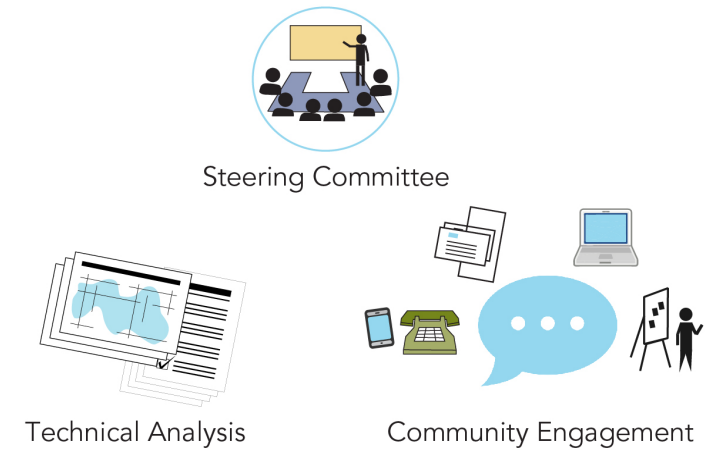 Steering Committee
Technical Analysis
Community Engagement